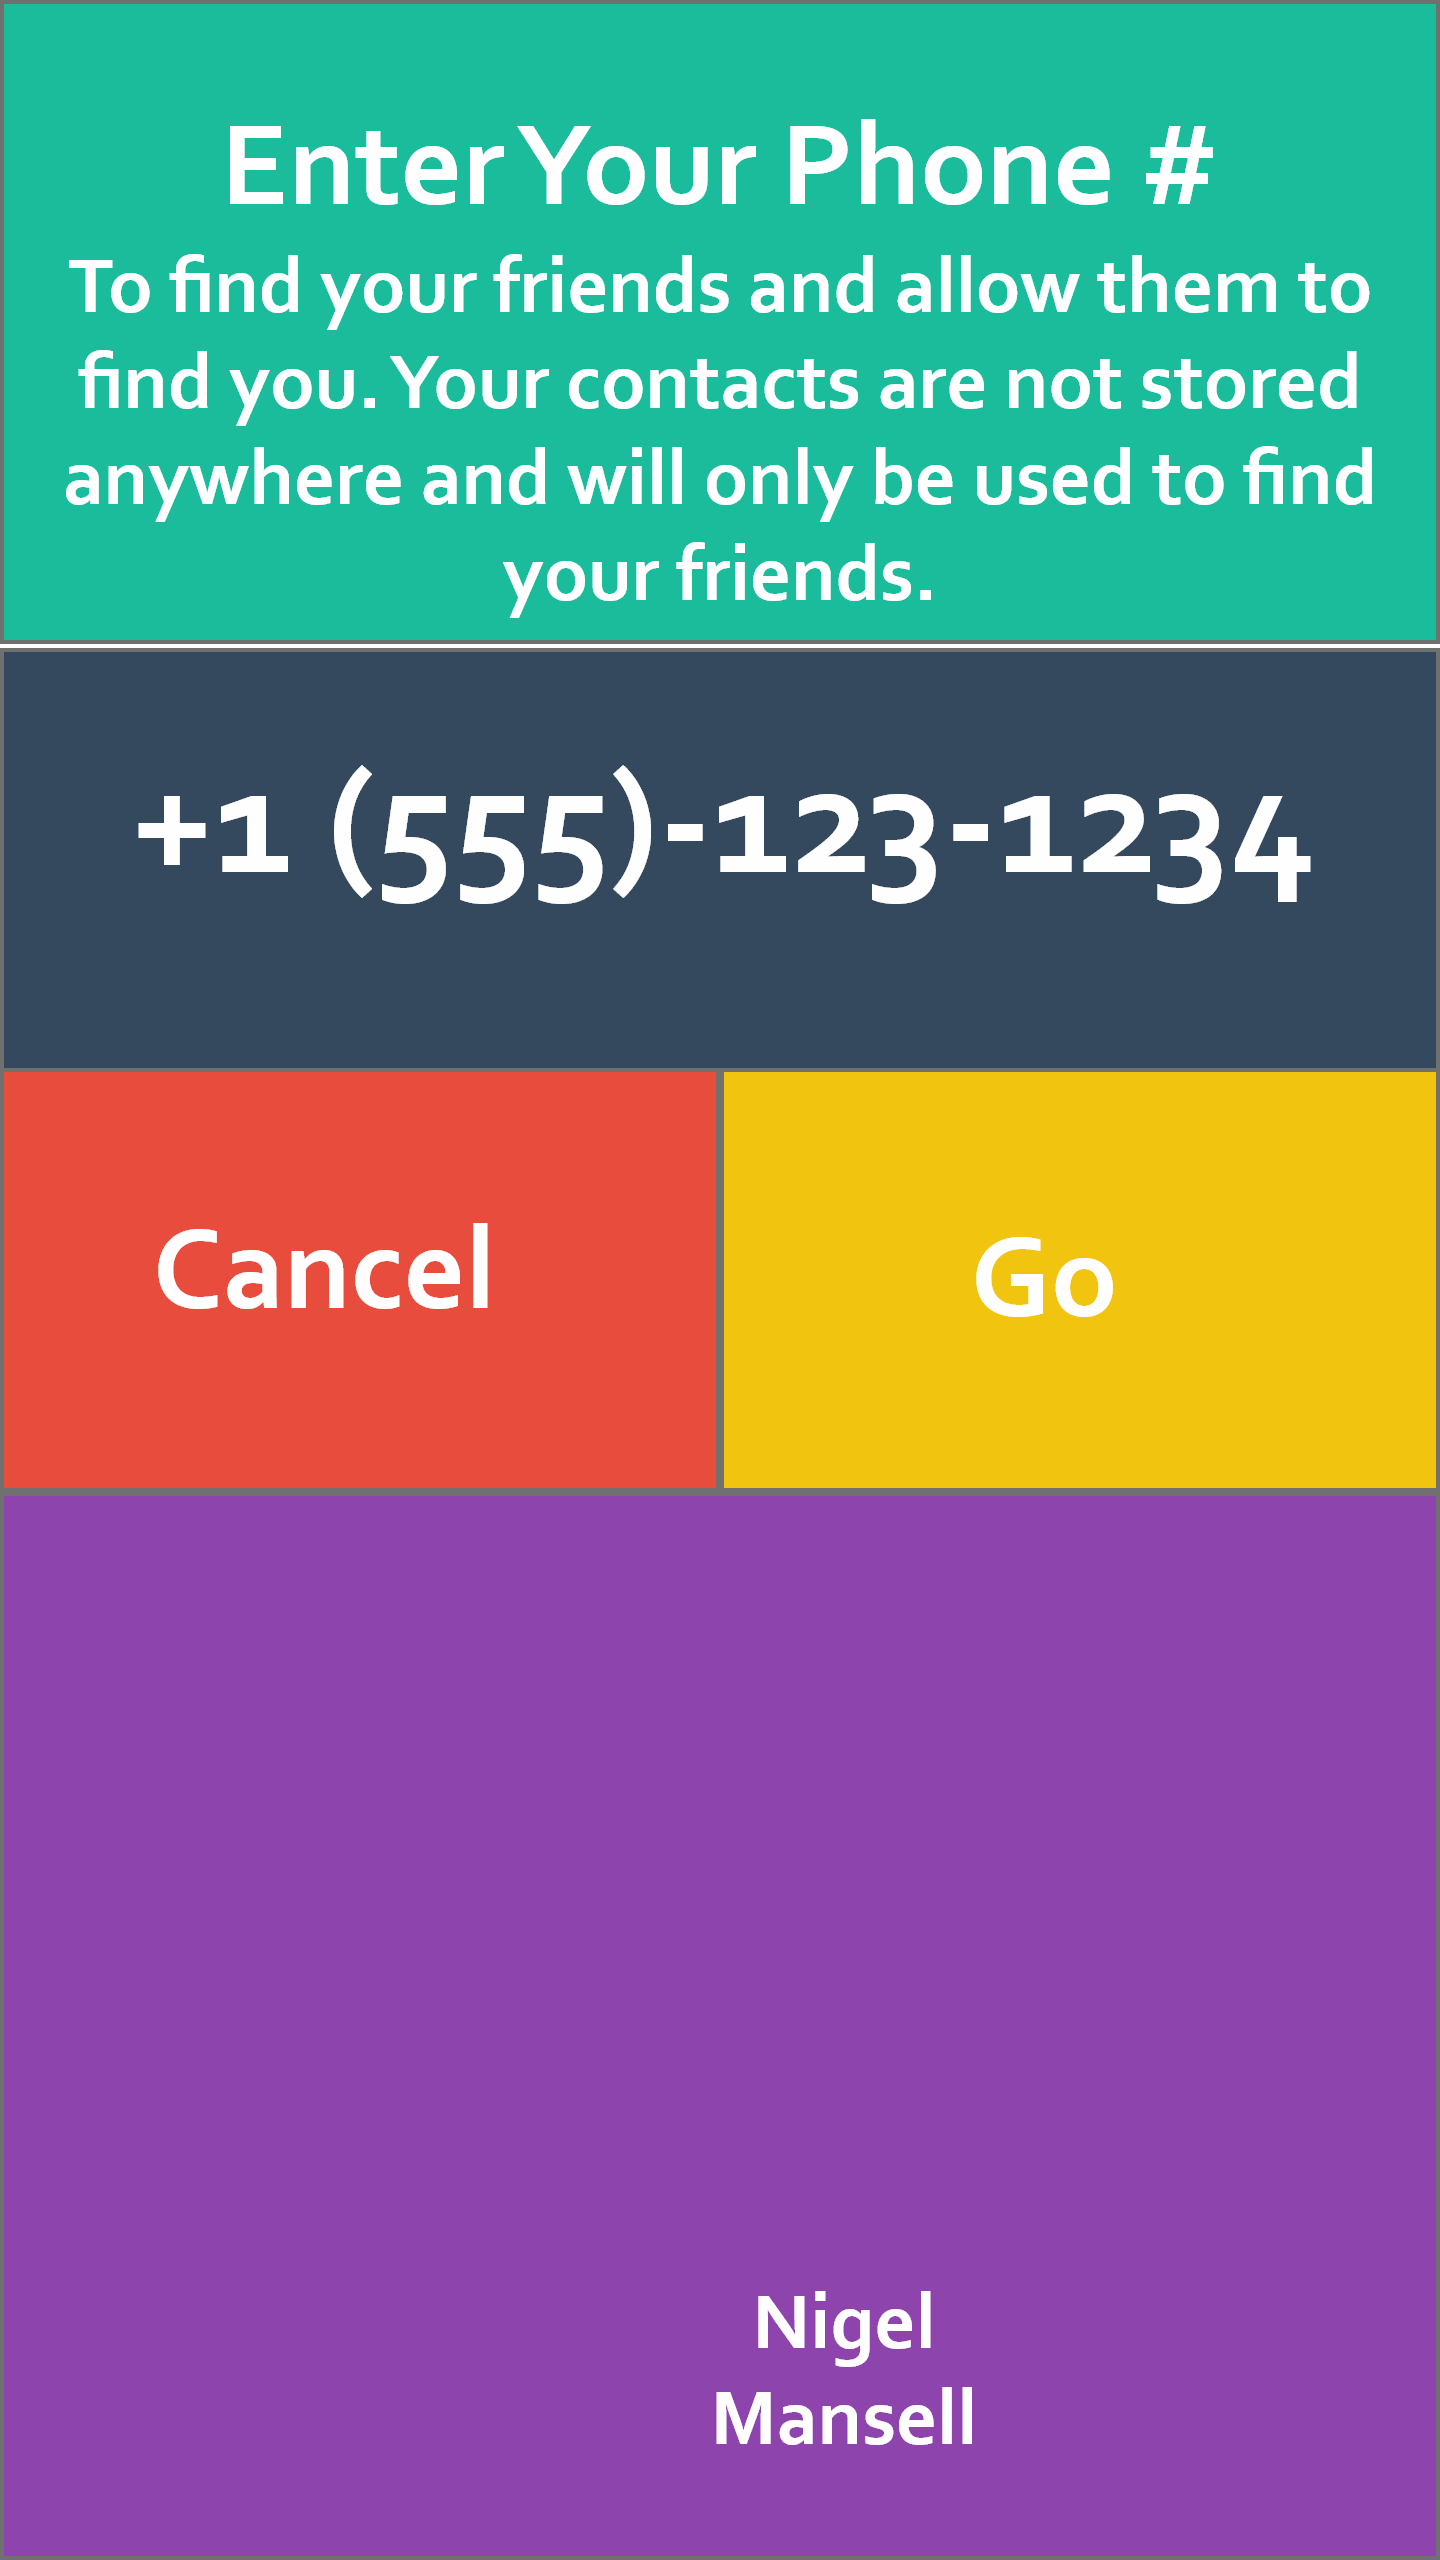 Enter Your Phone #
To find your friends and allow them to
find you. Your contacts are not stored
anywhere and will only be used to find
your friends.
+1 (555)-123-1234
Cancel
Go
Nigel
Mansell